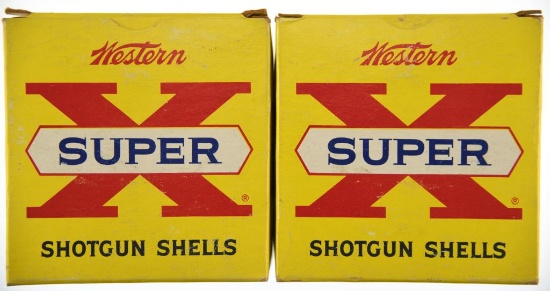 Western
X
SUPER
®
SHOTGUN SHELLS
Western
X
SUPER
®
SHOTGUN SHELLS